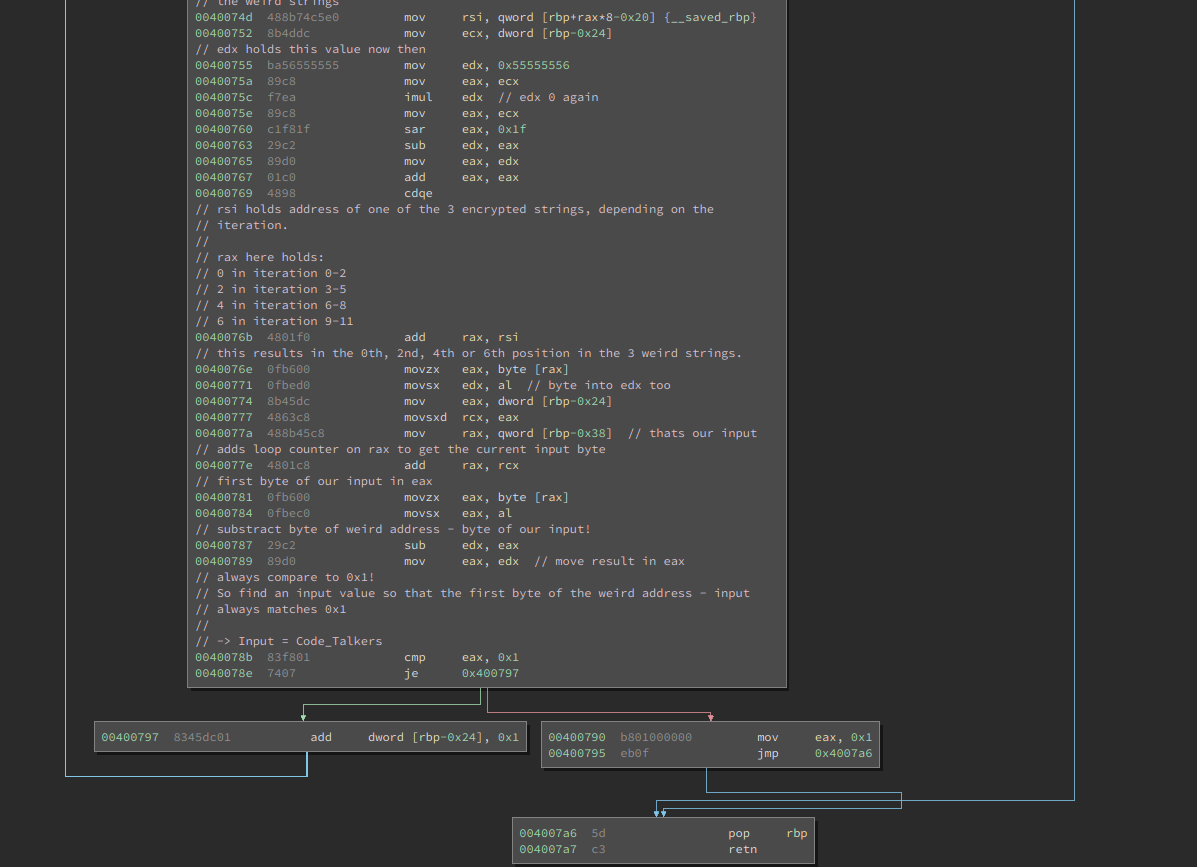 // the weird strings
0040074d 488b74c5e0 mov rsi, qword [rbp+rax*8-0x20] {__saved_rbp}
00400752 8b4ddc mov ecx, dword [rbp-0x24]
// edx holds this value now then
00400755 ba56555555 mov edx, 0x55555556
0040075a 89c8 mov eax, ecx
0040075c f7ea imul edx // edx 0 again
0040075e 89c8 mov eax, ecx
00400760 c1f81f sar eax, 0x1f
00400763 29c2 sub edx, eax
00400765 89d0 mov eax, edx
00400767 01c0 add eax, eax
00400769 4898 cdqe
// rsi holds address of one of the 3 encrypted strings, depending on the
// iteration.
//
// rax here holds:
// 0 in iteration 0-2
// 2 in iteration 3-5
// 4 in iteration 6-8
// 6 in iteration 9-11
0040076b 4801f0 add rax, rsi
// this results in the 0th, 2nd, 4th or 6th position in the 3 weird strings.
0040076e 0fb600 movzx eax, byte [rax]
00400771 0fbed0 movsx edx, al // byte into edx too
00400774 8b45dc mov eax, dword [rbp-0x24]
00400777 4863c8 movsxd rcx, eax
0040077a 488b45c8 mov rax, qword [rbp-0x38] // thats our input
// adds loop counter on rax to get the current input byte
0040077e 4801c8 add rax, rcx
// first byte of our input in eax
00400781 0fb600 movzx eax, byte [rax]
00400784 0fbec0 movsx eax, al
// substract byte of weird address - byte of our input!
00400787 29c2 sub edx, eax
00400789 89d0 mov eax, edx // move result in eax
// always compare to 0x1!
// So find an input value so that the first byte of the weird address - input
// always matches 0x1
//
// -> Input = Code_Talkers
0040078b 83f801 cmp eax, 0x1
0040078e 7407 je 0x400797
00400797 8345dc01 add dword [rbp-0x24], 0x1
00400790 b801000000 mov eax, 0x1
00400795 eb0f jmp 0x4007a6
004007a6 5d pop rbp
004007a7 c3 retn